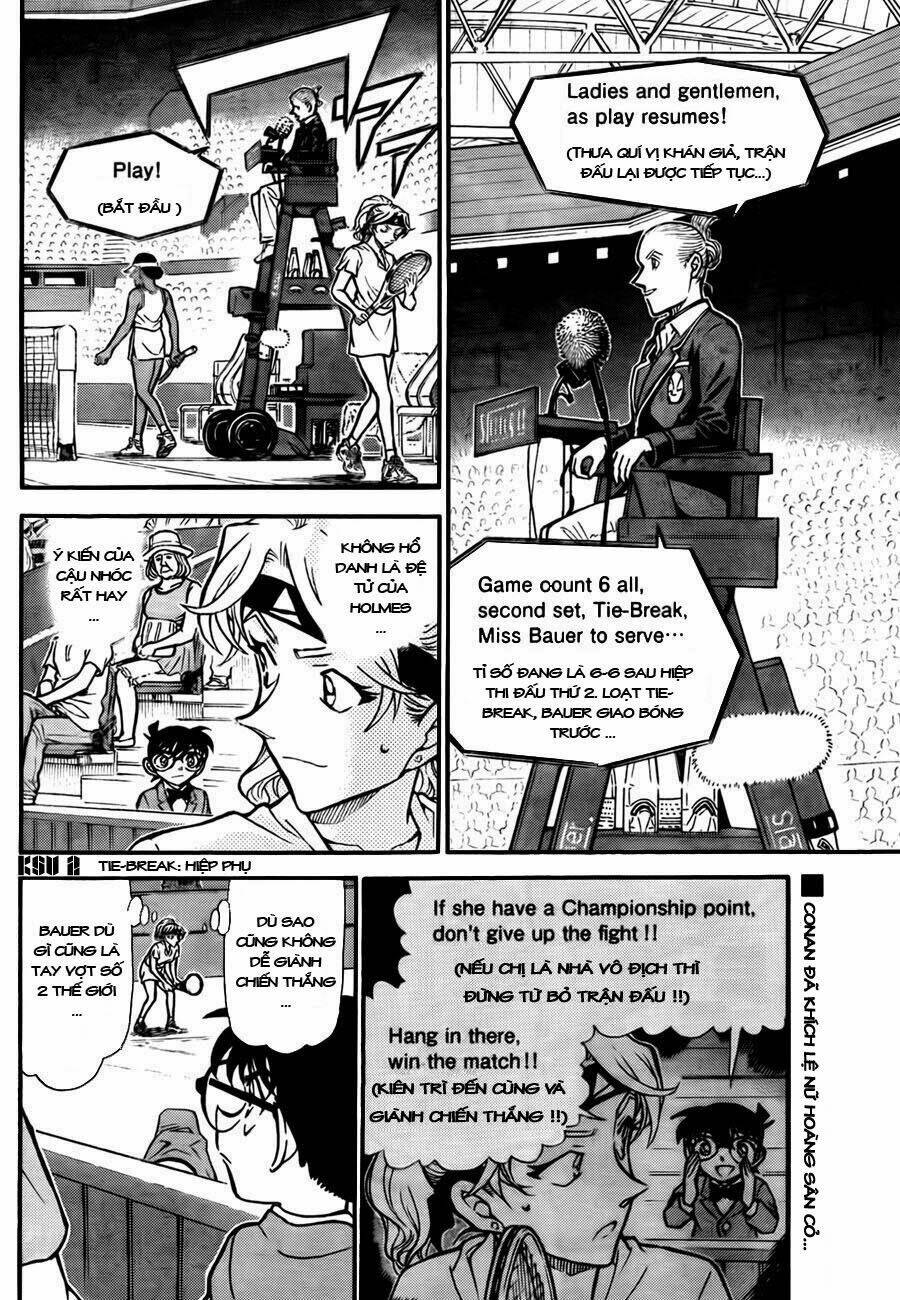 Ladies and gentlemen,
as play resumes!
(THƯA QUÍ VỊ KHÁN GIẢ, TRẬN
ĐẤU LẠI ĐƯỢC TIẾP TỤC...)
Game count 6 all,
second set, Tie-Break,
Miss Bauer to serve…
TỈ SỐ ĐANG LÀ 6-6 SAU HIỆP
THI ĐẤU THỨ 2. LOẠT TIE-
BREAK, BAUER GIAO BÓNG
TRƯỚC ...
Play!
(BẮT ĐẦU )
KHÔNG HỔ
DANH LÀ ĐỆ
TỬ CỦA
HOLMES
...
Ý KIẾN CỦA
CẬU NHÓC
RẤT HAY
...
KSV 2
TIE-BREAK: HIỆP PHỤ
CONAN ĐÃ KHÍCH LỆ NỮ HOÀNG SÂN CỎ...
If she have a Championship point,
don't give up the fight!!
(NẾU CHỊ LÀ NHÀ VÔ ĐỊCH THÌ
ĐỪNG TỪ BỎ TRẬN ĐẤU !!)
Hang in there,
win the match!!
(KIÊN TRÌ ĐẾN CÙNG VÀ
GIÀNH CHIẾN THẮNG !!)
DÙ SAO
CŨNG KHÔNG
DỄ GIÀNH
CHIẾN THẮNG
...
BAUER DÙ
GÌ CŨNG LÀ
TAY VỢT SỐ
2 THẾ GIỚI
...